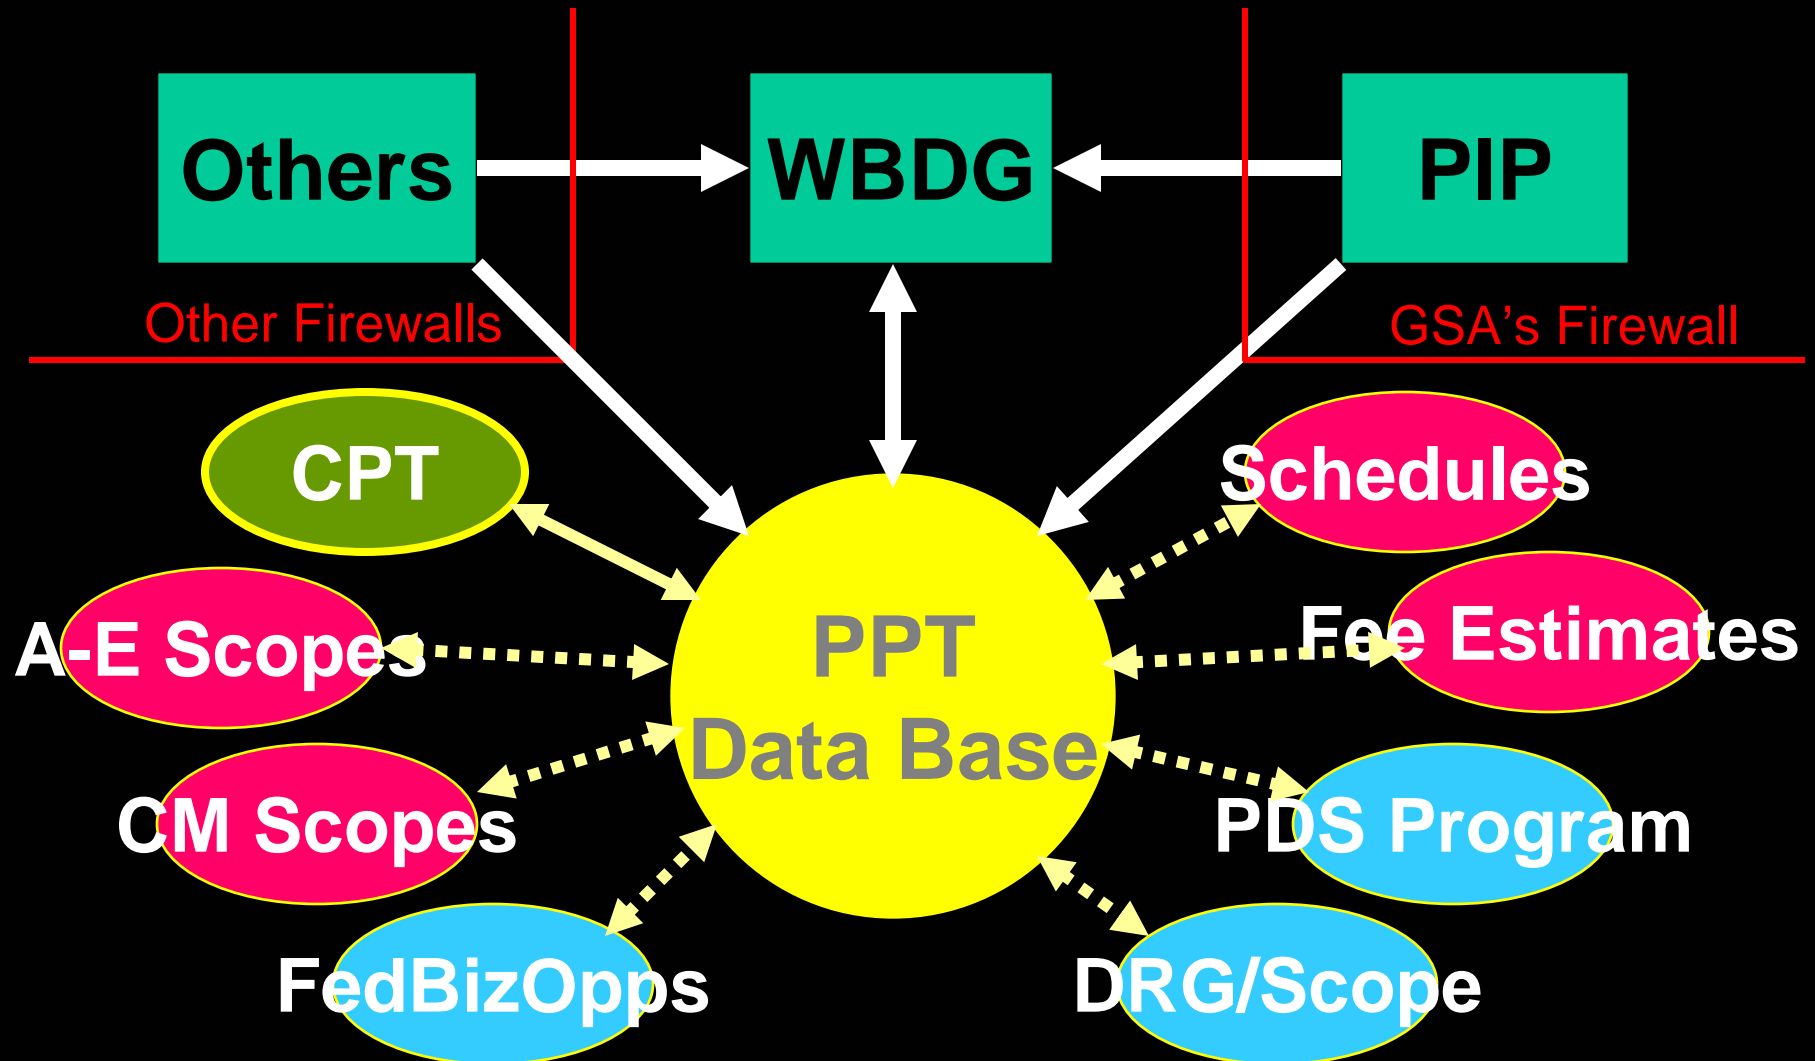 Others
WBDG
PIP
Other Firewalls
GSA’s Firewall
CPT
Schedules
A-E Scopes
PPT
Data Base
Fee Estimates
CM Scopes
PDS Program
FedBizOpps
DRG/Scope